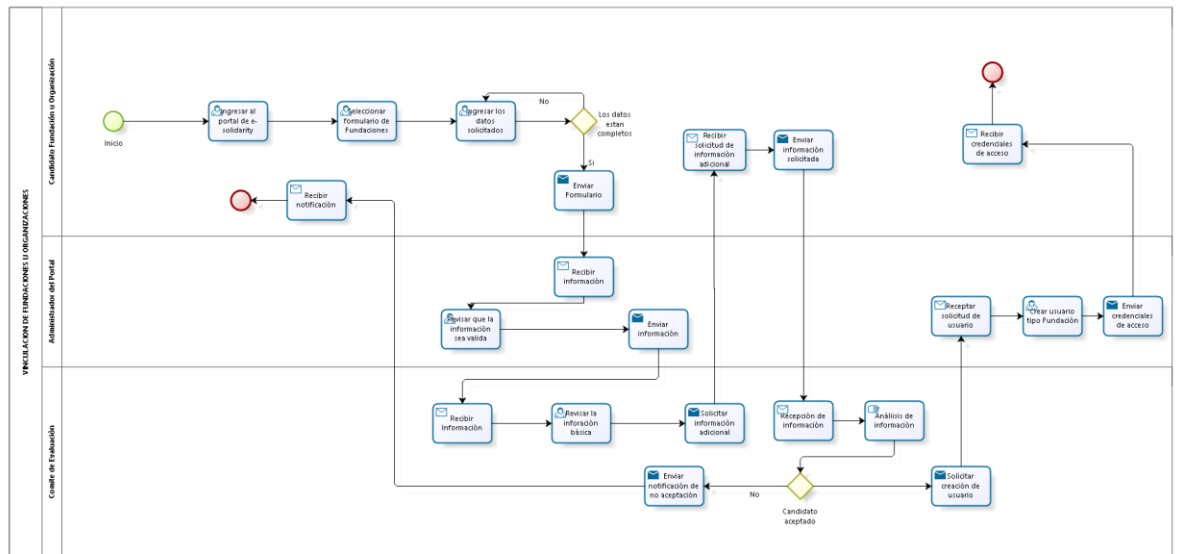 VINCULACION DE FUNDACIONES U ORGANIZACIONES
Candidato Fundación u Organización
Inicio
Ingresar al
portal de e-
solidarity
Seleccionar
formulario de
Fundaciones
Ingresar los
datos
solicitados
No
Los datos
estan
completos
Si
Enviar
Formulario
Recibir
notificación
Recibir
solicitud de
información
adicional
Enviar
información
solicitada
Recibir
credenciales
de acceso
Administrador del Portal
Recibir
información
Revisar que la
información
sea valida
Enviar
información
Receptar
solicitud de
usuario
Crear usuario
tipo Fundación
Enviar
credenciales
de acceso
Comite de Evaluación
Recibir
Información
Revisar la
inforación
básica
Solicitar
información
adicional
Recepción de
información
Análiisis de
información
Enviar
notificación de
no aceptación
No
Candidato
aceptado
Solicitar
creación de
usuario